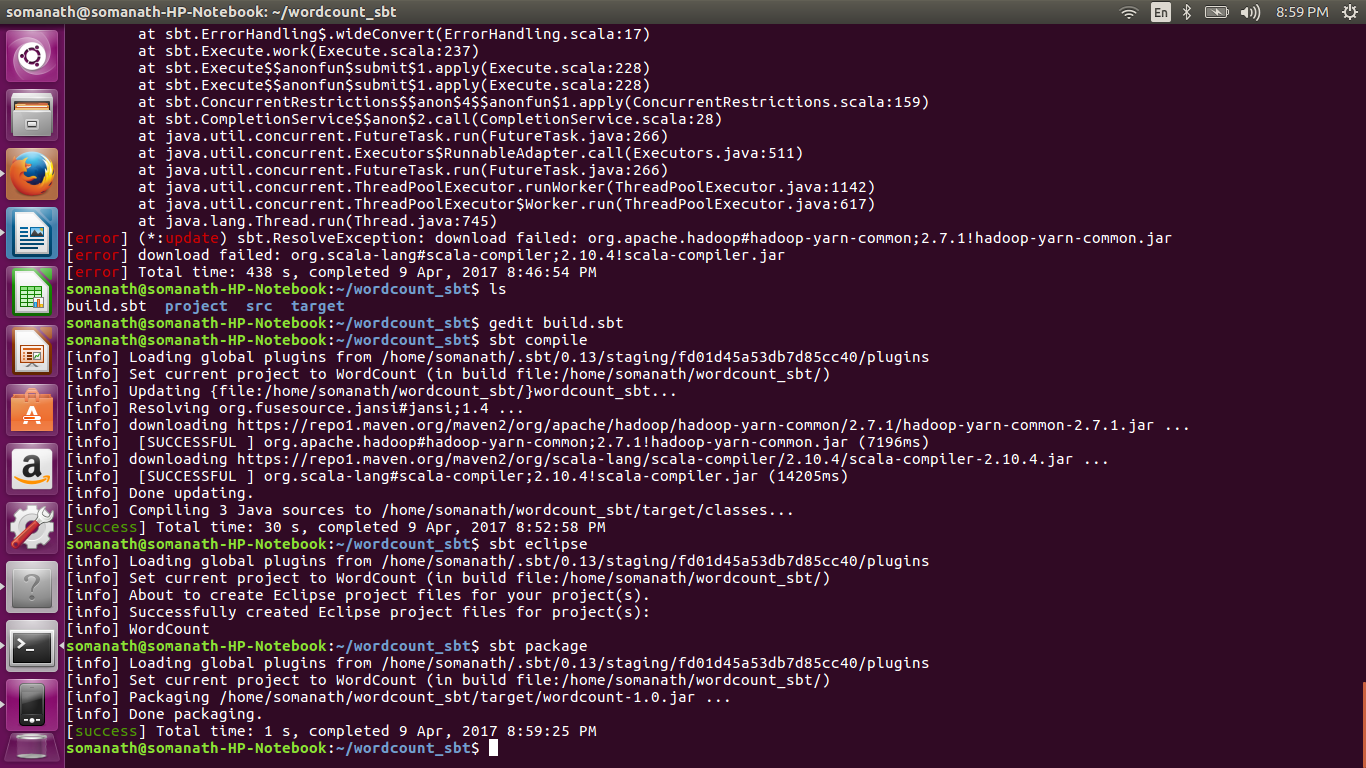 somanath@somanath-HP-Notebook: ~/wordcount_sbt
En
8:59 PM
at sbt.ErrorHandling$.wideConvert(ErrorHandling.scala:17)
at sbt.Execute.work(Execute.scala:237)
at sbt.Execute$$anonfun$submit$1.apply(Execute.scala:228)
at sbt.Execute$$anonfun$submit$1.apply(Execute.scala:228)
at sbt.ConcurrentRestrictions$$anon$4$$anonfun$1.apply(ConcurrentRestrictions.scala:159)
at sbt.CompletionService$$anon$2.call(CompletionService.scala:28)
at java.util.concurrent.FutureTask.run(FutureTask.java:266)
at java.util.concurrent.Executors$RunnableAdapter.call(Executors.java:511)
at java.util.concurrent.FutureTask.run(FutureTask.java:266)
at java.util.concurrent.ThreadPoolExecutor.runWorker(ThreadPoolExecutor.java:1142)
at java.util.concurrent.ThreadPoolExecutor$Worker.run(ThreadPoolExecutor.java:617)
at java.lang.Thread.run(Thread.java:745)
[error] (*:update) sbt.ResolveException: download failed: org.apache.hadoop#hadoop-yarn-common;2.7.1!hadoop-yarn-common.jar
[error] download failed: org.scala-lang#scala-compiler;2.10.4!scala-compiler.jar
[error] Total time: 438 s, completed 9 Apr, 2017 8:46:54 PM
somanath@somanath-HP-Notebook:~/wordcount_sbt$ ls
build.sbt  project  src  target
somanath@somanath-HP-Notebook:~/wordcount_sbt$ gedit build.sbt
somanath@somanath-HP-Notebook:~/wordcount_sbt$ sbt compile
[info] Loading global plugins from /home/somanath/.sbt/0.13/staging/fd01d45a53db7d85cc40/plugins
[info] Set current project to WordCount (in build file:/home/somanath/wordcount_sbt/)
[info] Updating {file:/home/somanath/wordcount_sbt/}wordcount_sbt...
[info] Resolving org.fusesource.jansi#jansi;1.4 ...
[info] downloading https://repo1.maven.org/maven2/org/apache/hadoop/hadoop-yarn-common/2.7.1/hadoop-yarn-common-2.7.1.jar ...
[info]  [SUCCESSFUL ] org.apache.hadoop#hadoop-yarn-common;2.7.1!hadoop-yarn-common.jar (7196ms)
[info] downloading https://repo1.maven.org/maven2/org/scala-lang/scala-compiler/2.10.4/scala-compiler-2.10.4.jar ...
[info]  [SUCCESSFUL ] org.scala-lang#scala-compiler;2.10.4!scala-compiler.jar (14205ms)
[info] Done updating.
[info] Compiling 3 Java sources to /home/somanath/wordcount_sbt/target/classes...
[success] Total time: 30 s, completed 9 Apr, 2017 8:52:58 PM
somanath@somanath-HP-Notebook:~/wordcount_sbt$ sbt eclipse
[info] Loading global plugins from /home/somanath/.sbt/0.13/staging/fd01d45a53db7d85cc40/plugins
[info] Set current project to WordCount (in build file:/home/somanath/wordcount_sbt/)
[info] About to create Eclipse project files for your project(s).
[info] Successfully created Eclipse project files for project(s):
[info] WordCount
somanath@somanath-HP-Notebook:~/wordcount_sbt$ sbt package
[info] Loading global plugins from /home/somanath/.sbt/0.13/staging/fd01d45a53db7d85cc40/plugins
[info] Set current project to WordCount (in build file:/home/somanath/wordcount_sbt/)
[info] Packaging /home/somanath/wordcount_sbt/target/wordcount-1.0.jar ...
[info] Done packaging.
[success] Total time: 1 s, completed 9 Apr, 2017 8:59:25 PM
somanath@somanath-HP-Notebook:~/wordcount_sbt$